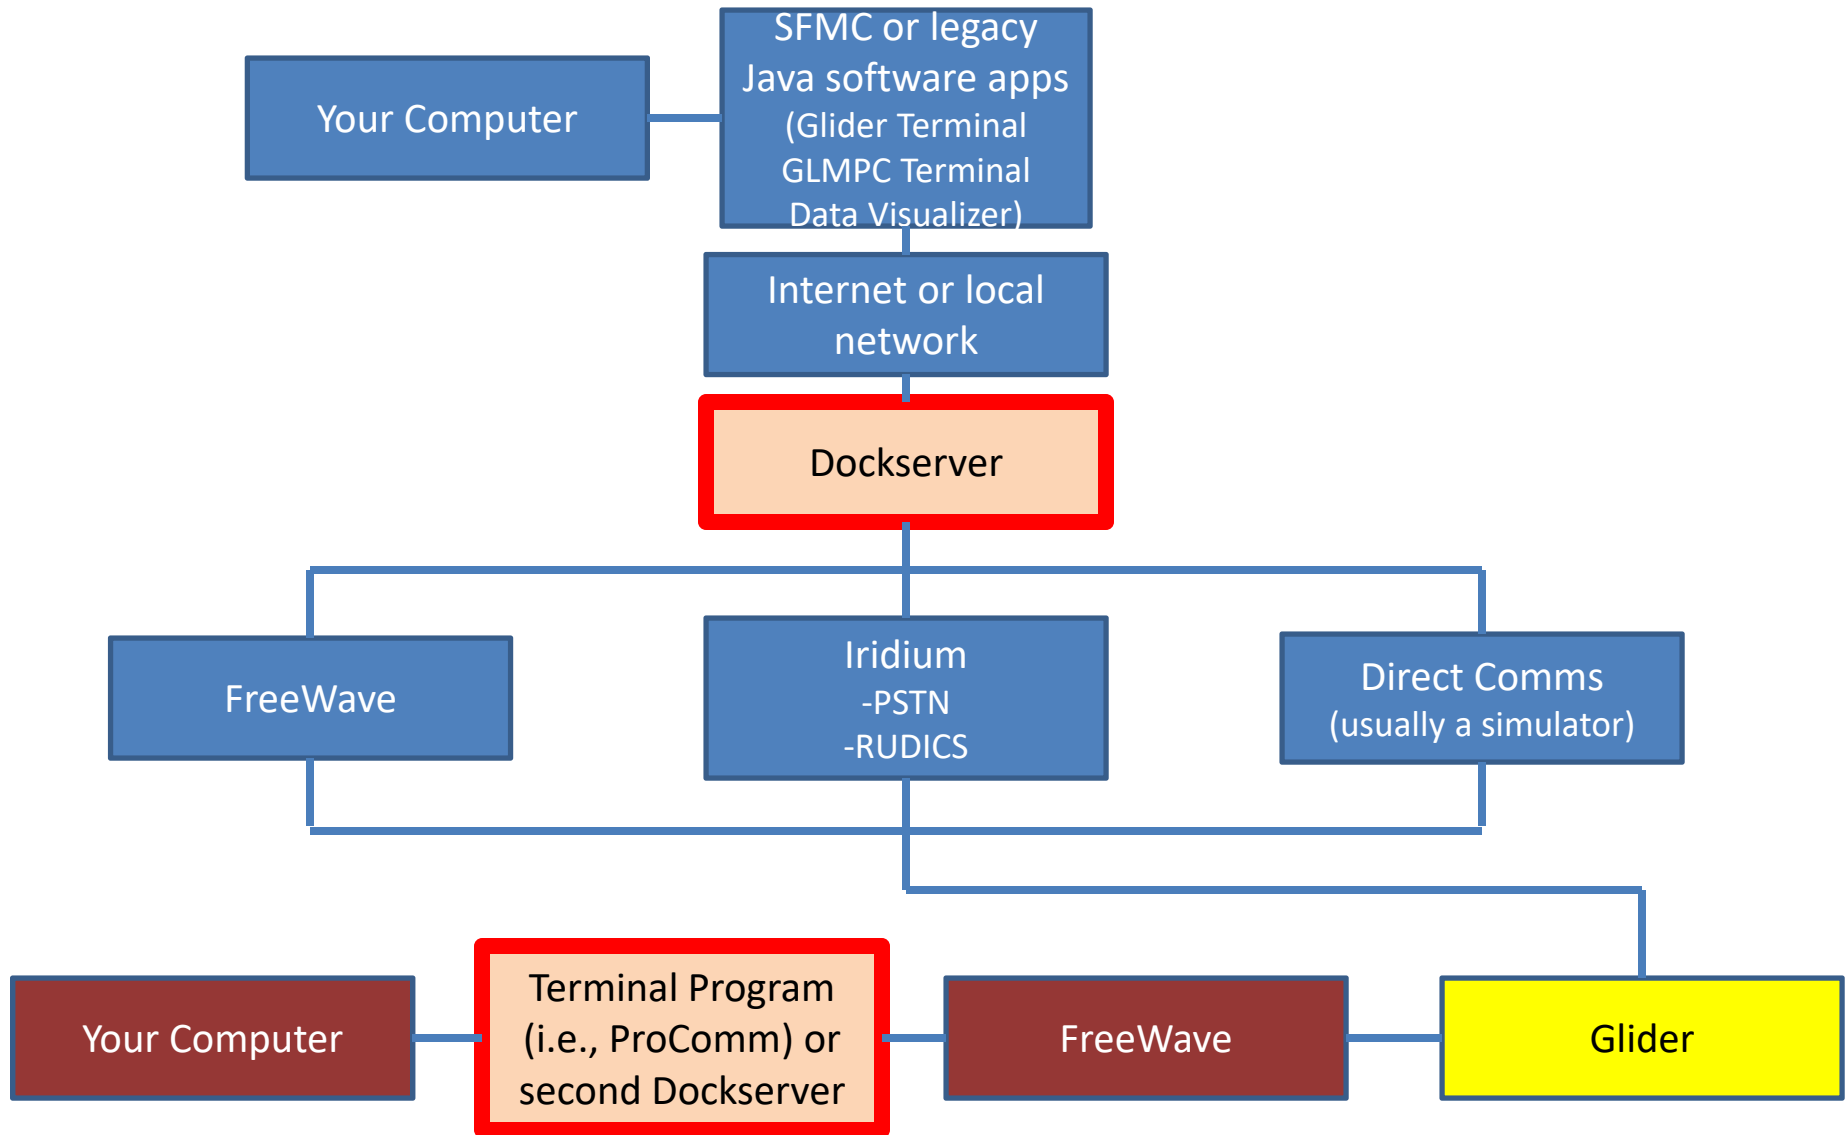 SFMC or legacy
Java software apps
(Glider Terminal
GLMPC Terminal
Data Visualizer)
Your Computer
Internet or local
network
Dockserver
FreeWave
Iridium
-PSTN
-RUDICS
Direct Comms
(usually a simulator)
Your Computer
Terminal Program
(i.e., ProComm) or
second Dockserver
FreeWave
Glider